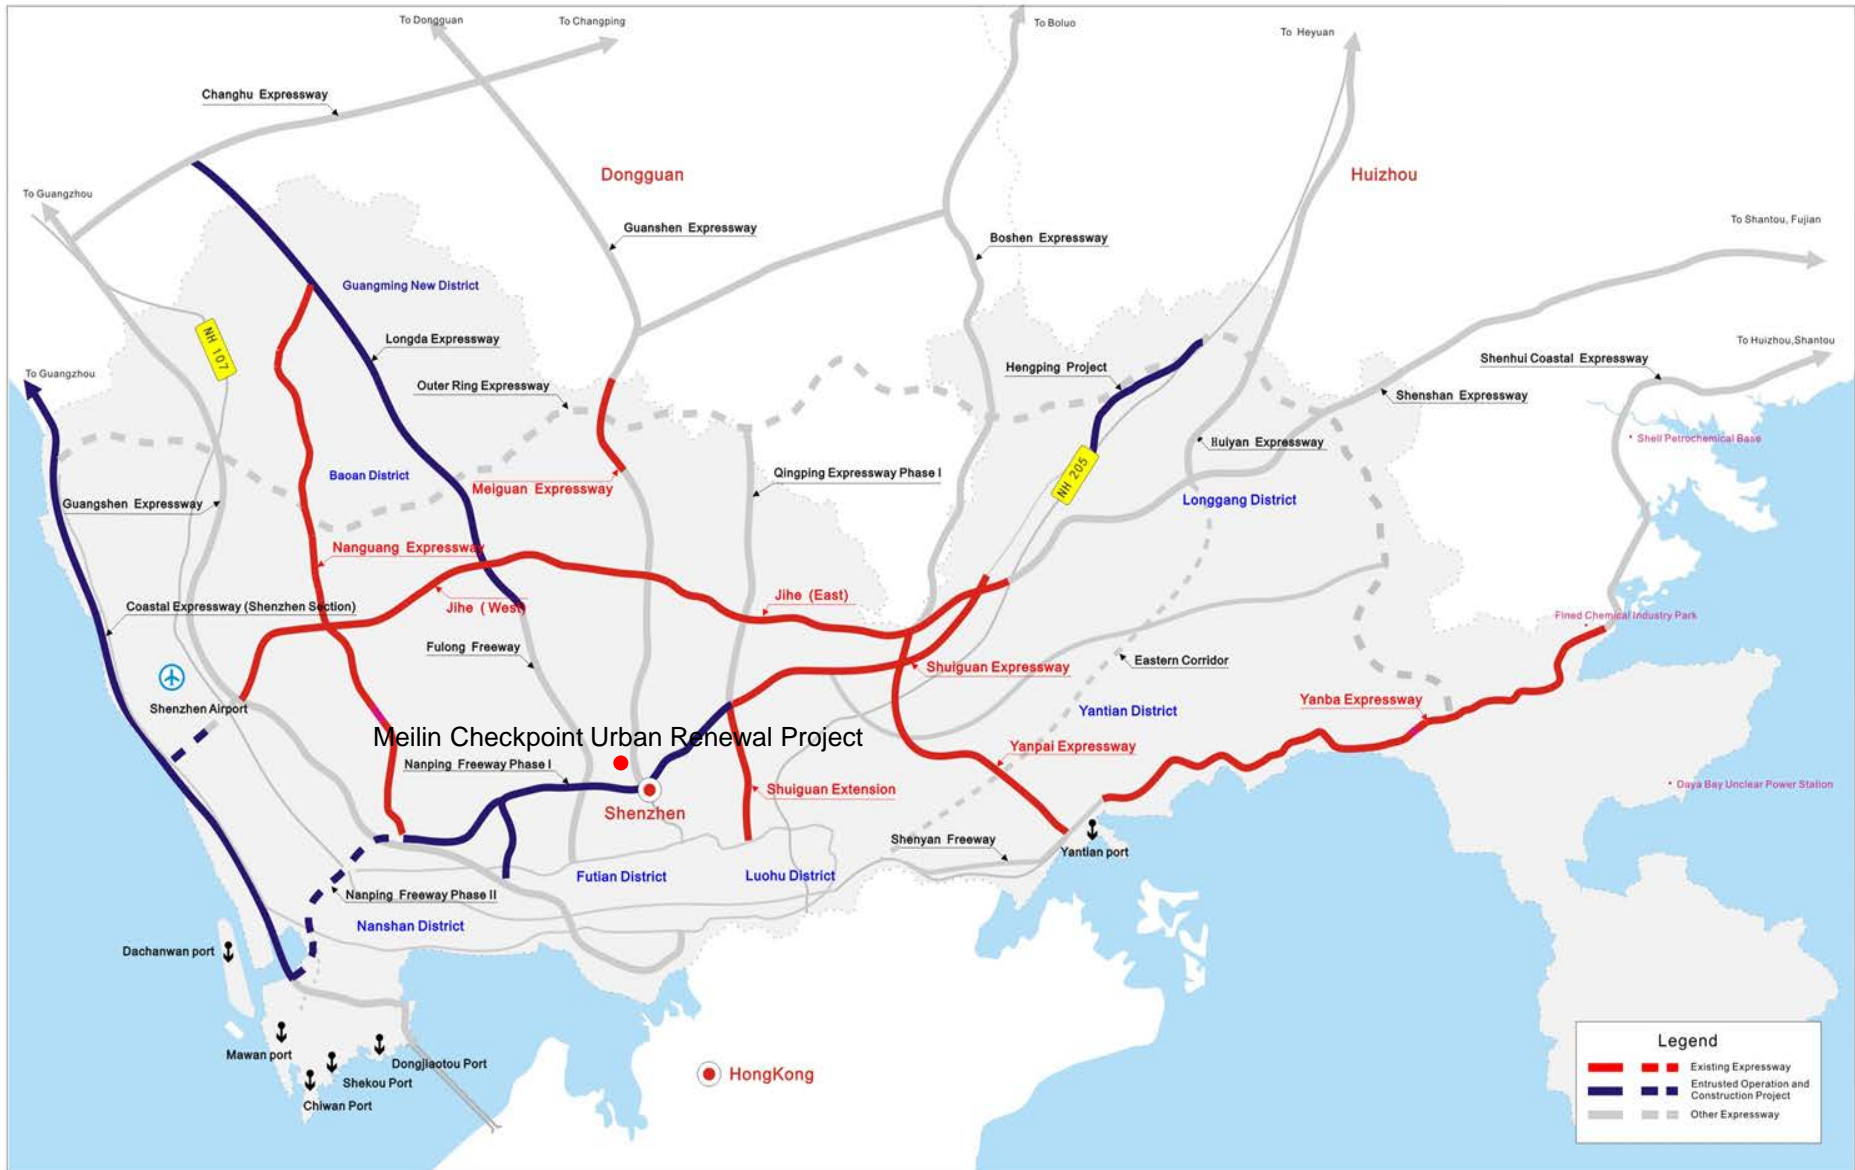 To Dongguan
To Changping
To Boluo
To Heyuan
Changhu Expressway
Dongguan
Huizhou
To Guangzhou
To Shantou, Fujian
Guanshen Expressway
Boshen Expressway
Guangming New District
NH 107
Longda Expressway
To Huizhou,Shantou
Shenhui Coastal Expressway
To Guangzhou
Hengping Project
Outer Ring Expressway
Shenshan Expressway
Shell Petrochemical Base
Huiyan Expressway
Baoan District
Qingping Expressway Phase I
NH 205
Meiguan Expressway
Longgang District
Guangshen Expressway
Nanguang Expressway
Jihe (East)
Coastal Expressway (Shenzhen Section)
Jihe (West)
Fined Chemical Industry Park
Fulong Freeway
Shuiguan Expressway
Eastern Corridor
Yanba Expressway
Shenzhen Airport
Yantian District
Meilin Checkpoint Urban Renewal Project
Yanpai Expressway
Nanping Freeway Phase I
Shuiguan Extension
Daya Bay Unclear Power Station
Shenzhen
Shenyan Freeway
Yantian port
Futian District
Luohu District
Nanping Freeway Phase II
Nanshan District
Dachanwan port
Mawan port
Dongjiaotou Port
Shekou Port
Chiwan Port
HongKong
Legend
Existing Expressway
Entrusted Operation and
Construction Project
Other Expressway